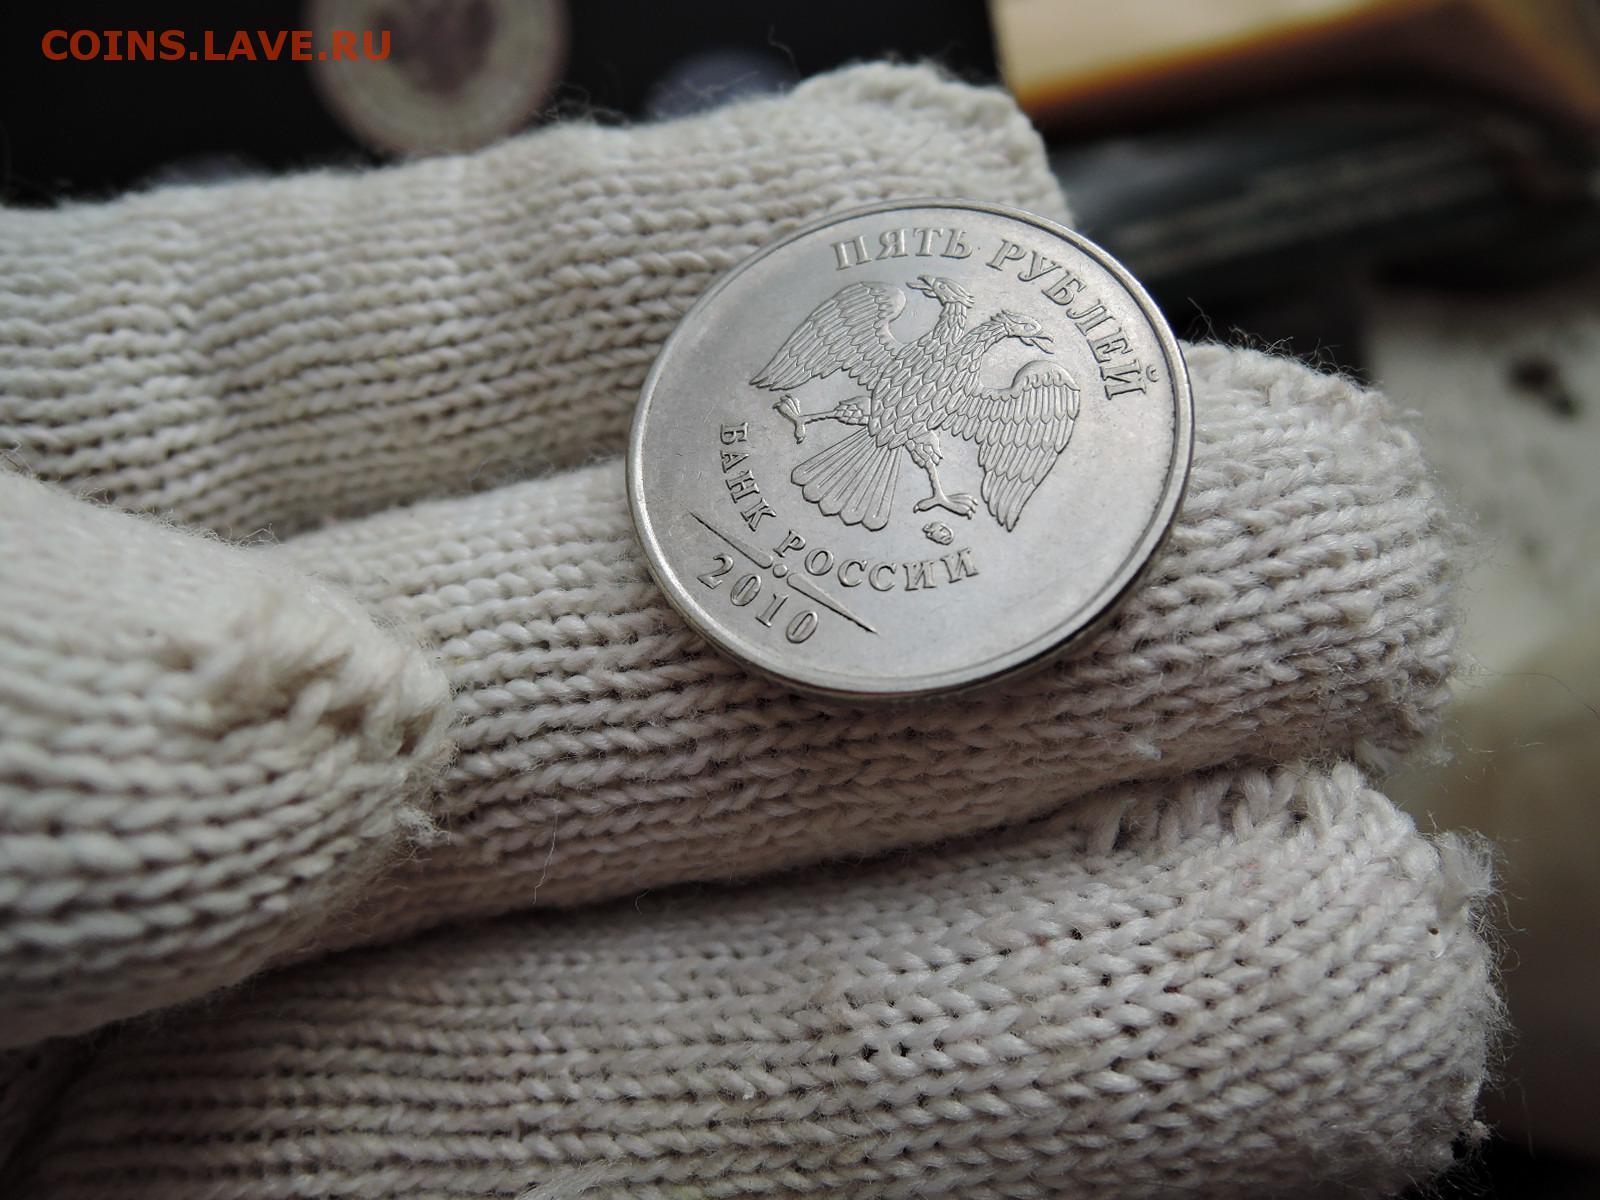 COINS.LAVE.RU
ПЯТЬ РУБЛЕЙ
БАНК РОССИИ
2010